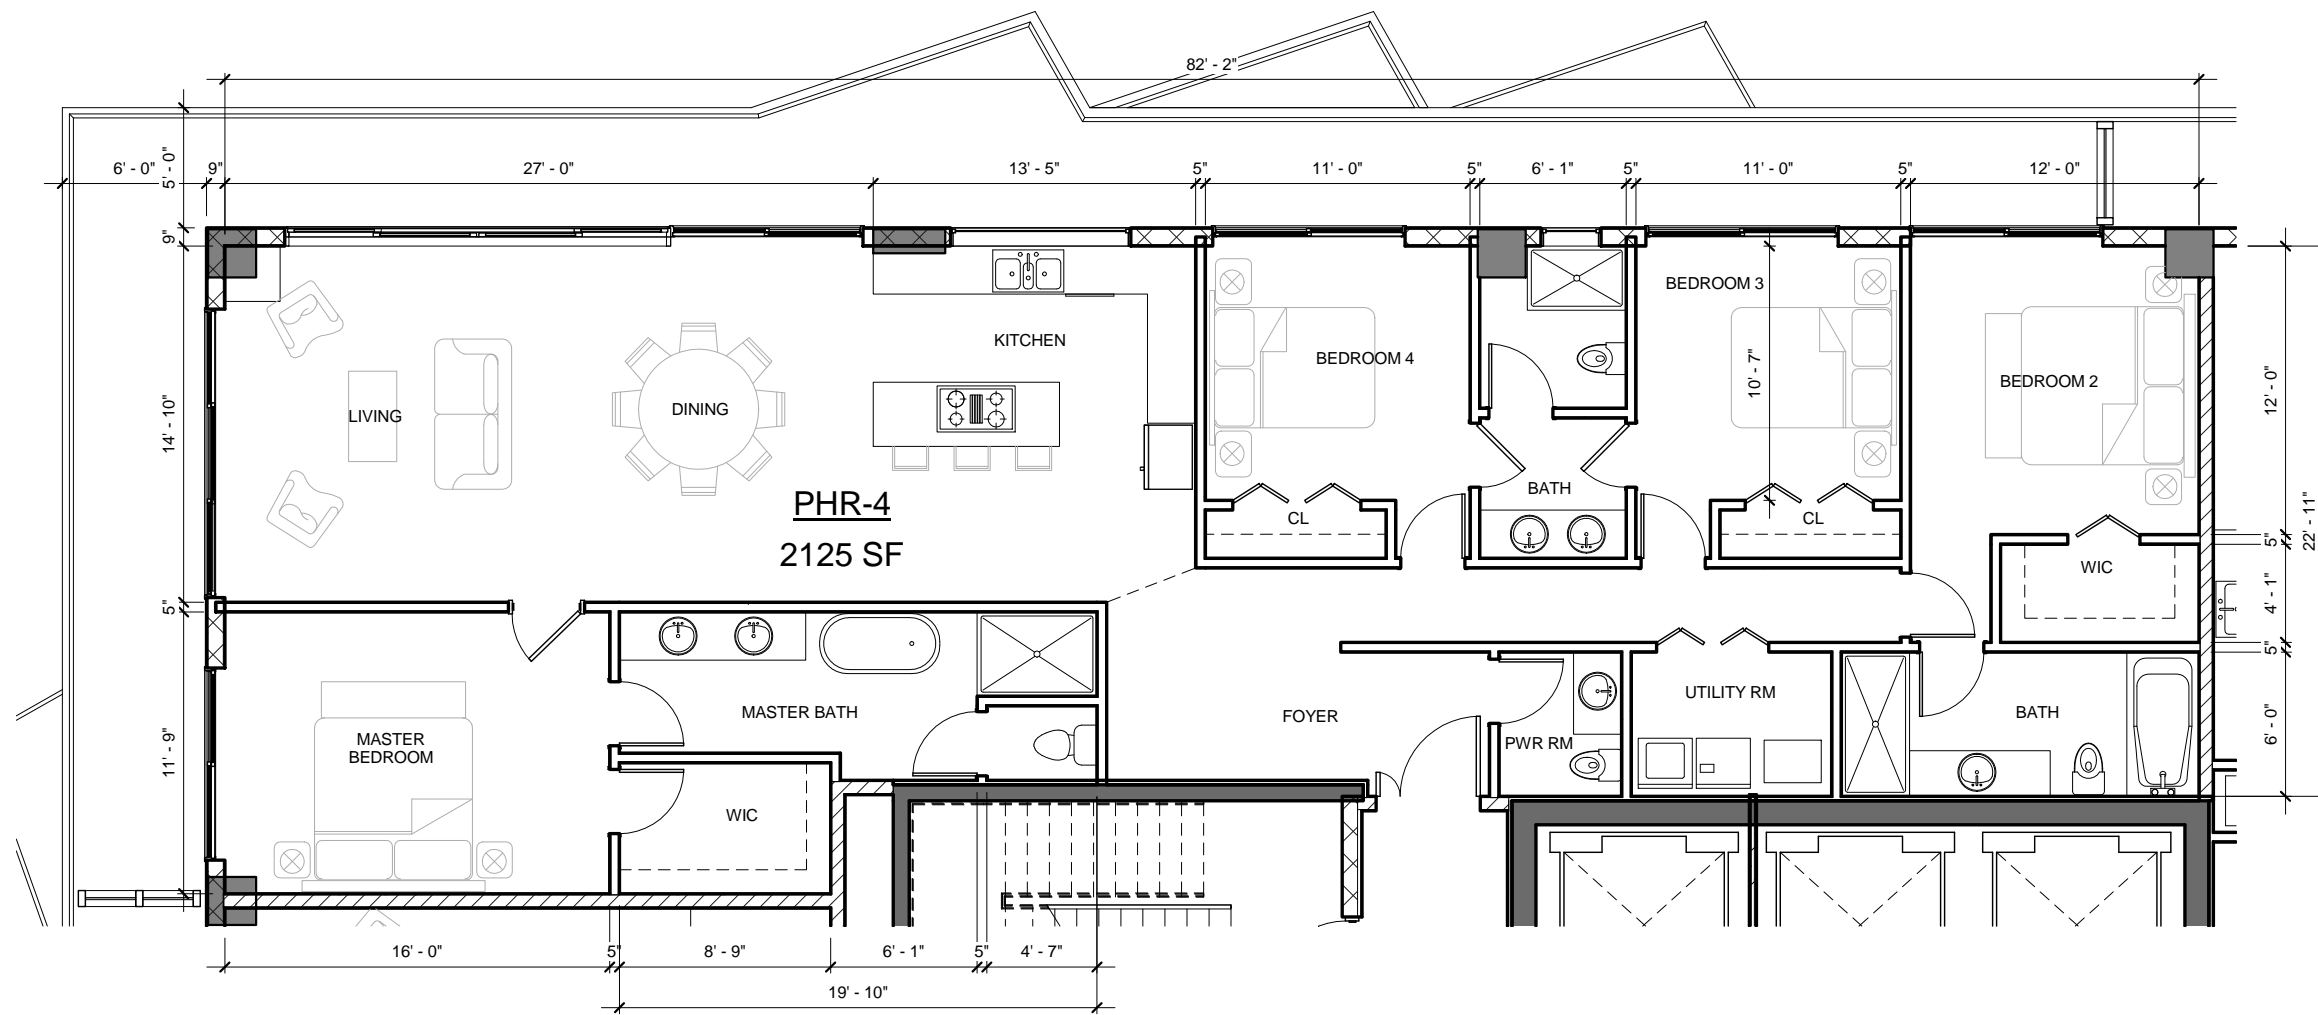 82' - 2"
6' - 0"
5' - 0"
9"
27' - 0"
13' - 5"
5"
11' - 0"
5"
6' - 1"
5"
11' - 0"
5"
12' - 0"
9"
14' - 10"
5"
11' - 9"
LIVING
DINING
KITCHEN
BEDROOM 4
BEDROOM 3
10' - 7"
BEDROOM 2
12' - 0"
22' - 11"
PHR-4
2125 SF
CL
BATH
CL
WIC
5"
4' - 1"
5"
6' - 0"
MASTER
BEDROOM
MASTER BATH
WIC
FOYER
PWR RM
UTILITY RM
BATH
16' - 0"
5"
8' - 9"
6' - 1"
5"
4' - 7"
19' - 10"